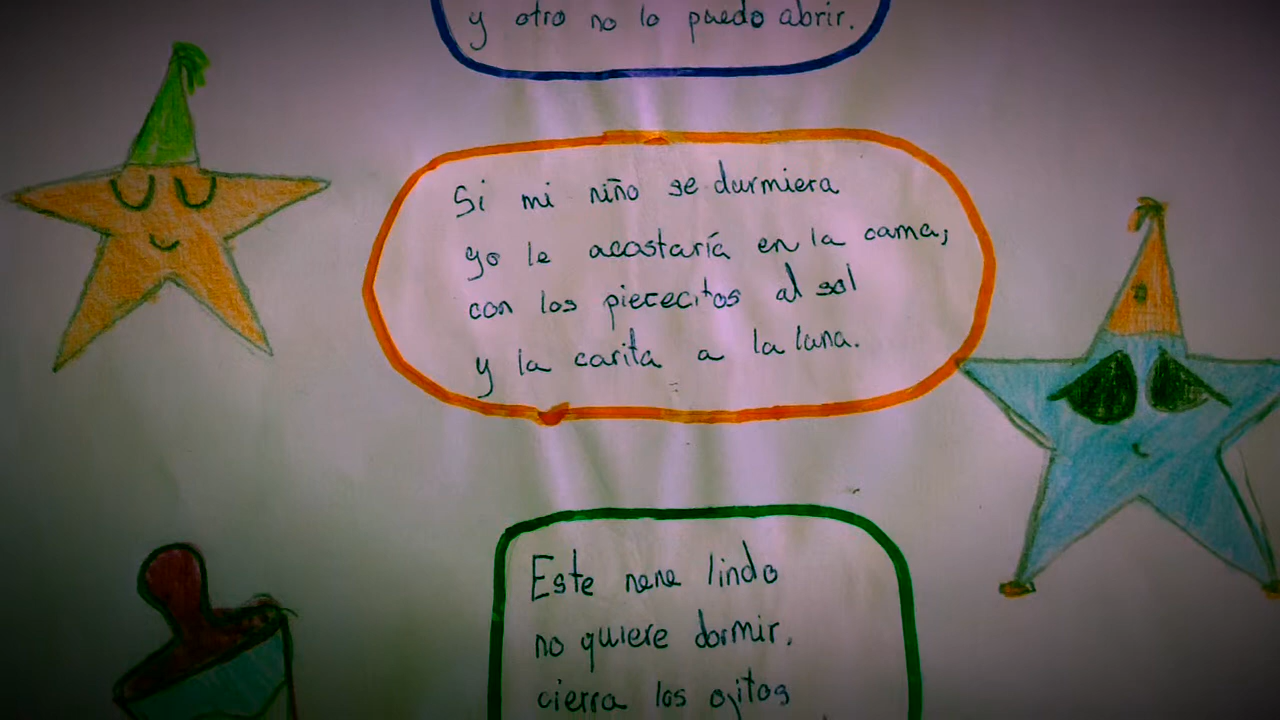 y otro no lo puedo abrir.
Si mi niño se durmiera
yo le acostaría en la cama,
con los piececitos al sol
y la carita a la luna.
Este nene lindo
no quiere dormir.
cierra los ojitos